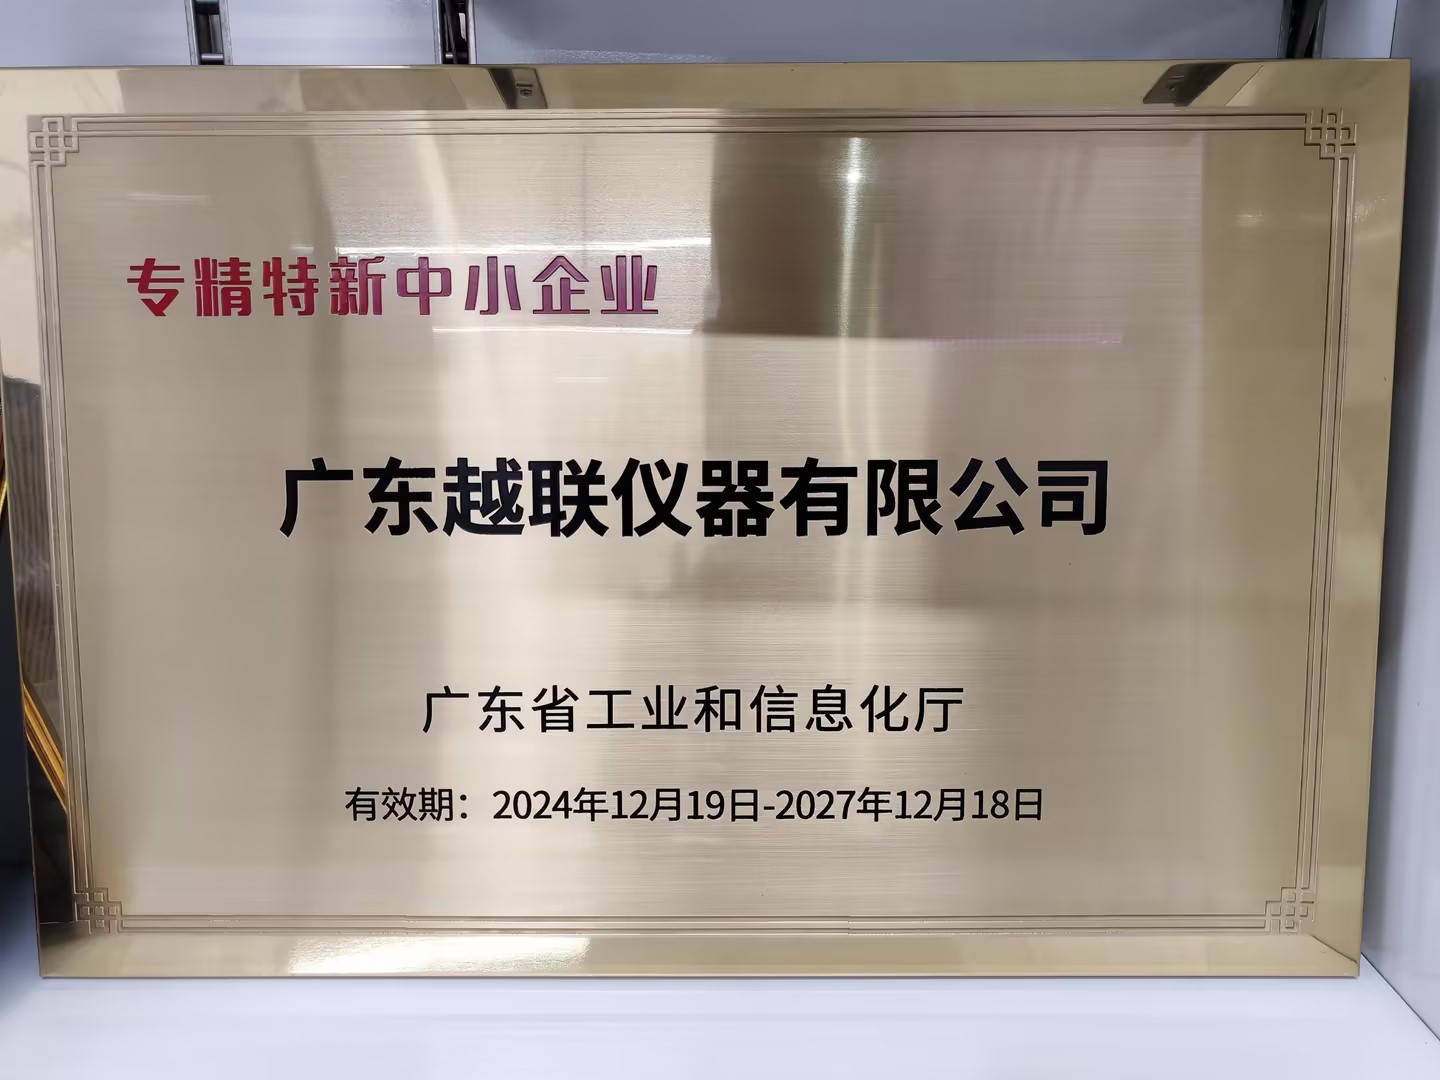 专精特新中小企业
广东越联仪器有限公司
广东省工业和信息化厅
有效期：2024年12月19日-2027年12月18日